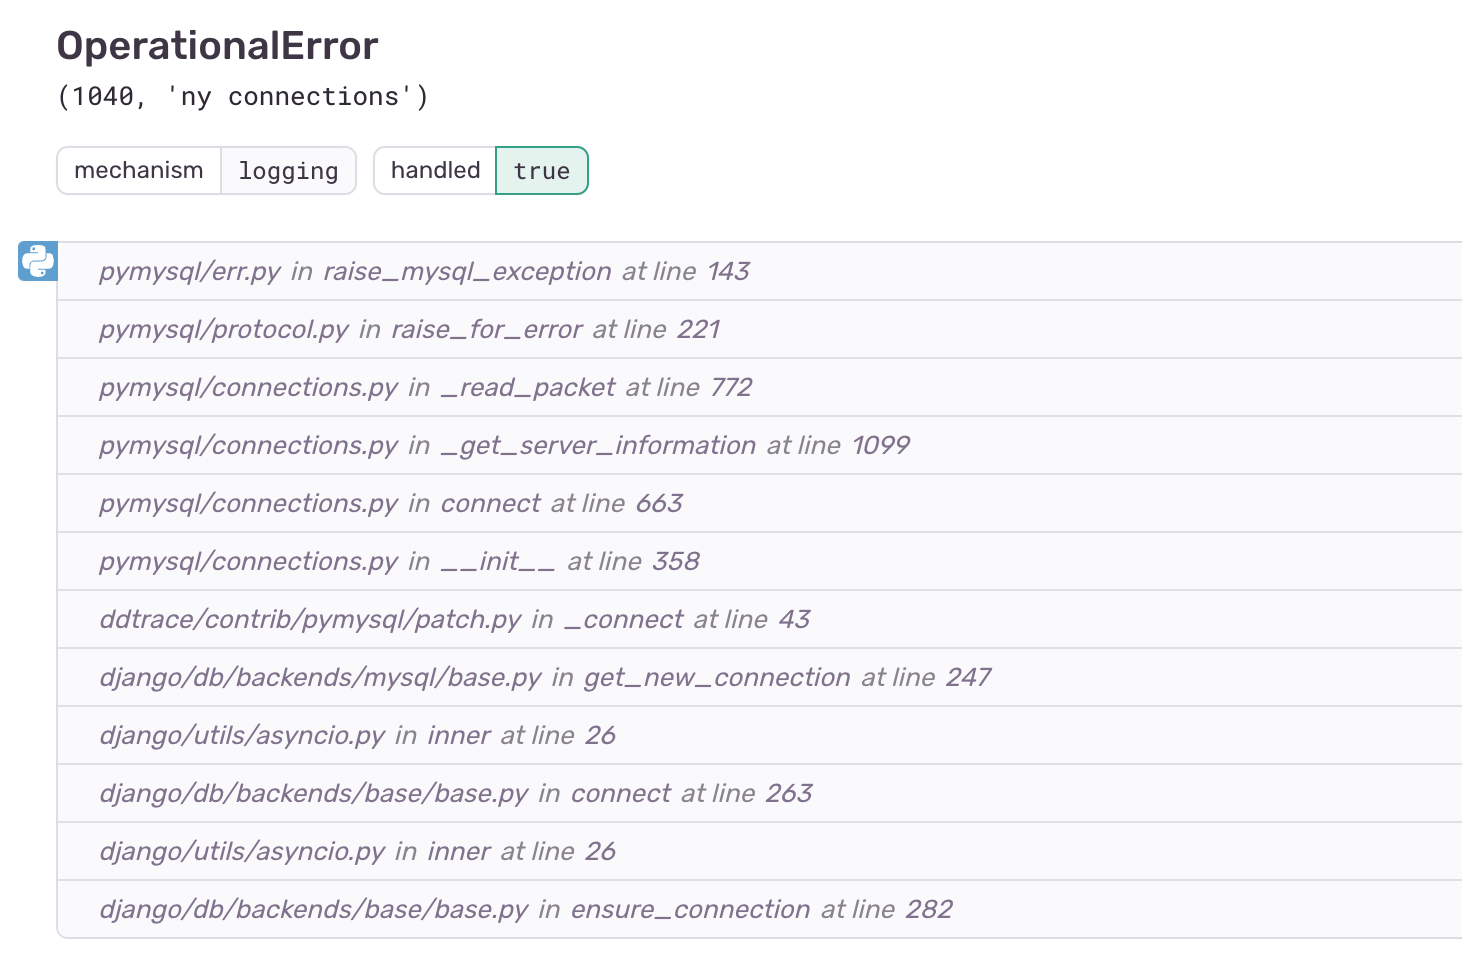 OperationalError
(1040, 'ny connections')
mechanism logging handled true
pymysql/err.py in raise_mysql_exception at line 143
pymysql/protocol.py in raise_for_error at line 221
pymysql/connections.py in _read_packet at line 772
pymysql/connections.py in _get_server_information at line 1099
pymysql/connections.py in connect at line 663
pymysql/connections.py in __init__ at line 358
ddtrace/contrib/pymysql/patch.py in _connect at line 43
django/db/backends/mysql/base.py in get_new_connection at line 247
django/utils/asyncio.py in inner at line 26
django/db/backends/base/base.py in connect at line 263
django/utils/asyncio.py in inner at line 26
django/db/backends/base/base.py in ensure_connection at line 282